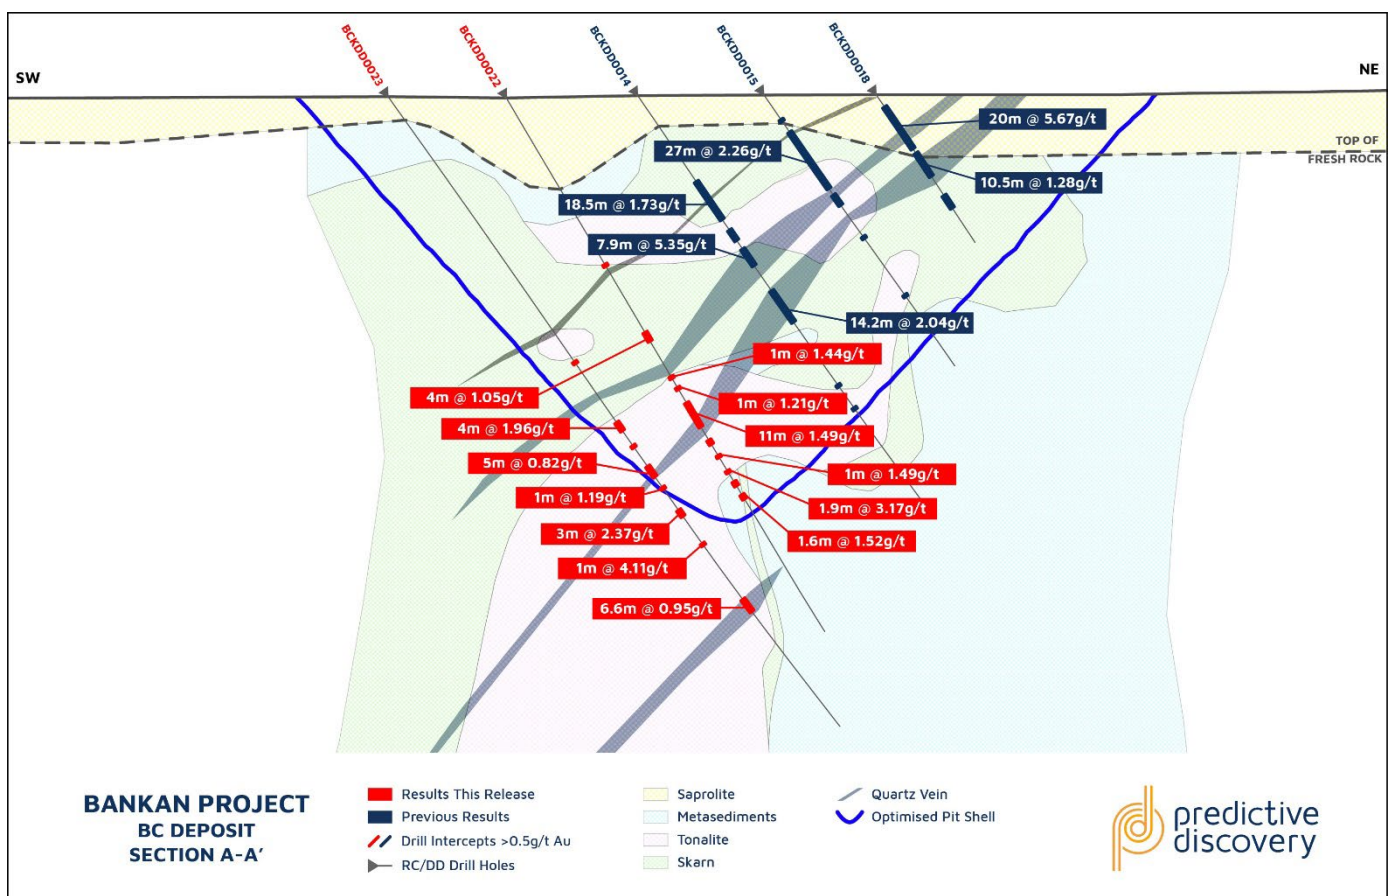 BCKDD0023
BCKDD0022
BCKDD0014
BCKDD0015
BCKDD0018
SW
NE
20m @ 5.67g/t
TOP OF
FRESH ROCK
27m @ 2.26g/t
10.5m @ 1.28g/t
18.5m @ 1.73g/t
7.9m @ 5.35g/t
14.2m @ 2.04g/t
1m @ 1.44g/t
4m @ 1.05g/t
1m @ 1.21g/t
4m @ 1.96g/t
11m @ 1.49g/t
5m @ 0.82g/t
1m @ 1.49g/t
1m @ 1.19g/t
1.9m @ 3.17g/t
3m @ 2.37g/t
1.6m @ 1.52g/t
1m @ 4.11g/t
6.6m @ 0.95g/t
BANKAN PROJECT
BC DEPOSIT
SECTION A-A’
Results This Release
Previous Results
Drill Intercepts >0.5g/t Au
RC/DD Drill Holes
Saprolite
Metasediments
Tonalite
Skarn
Quartz Vein
Optimised Pit Shell
predictive
discovery